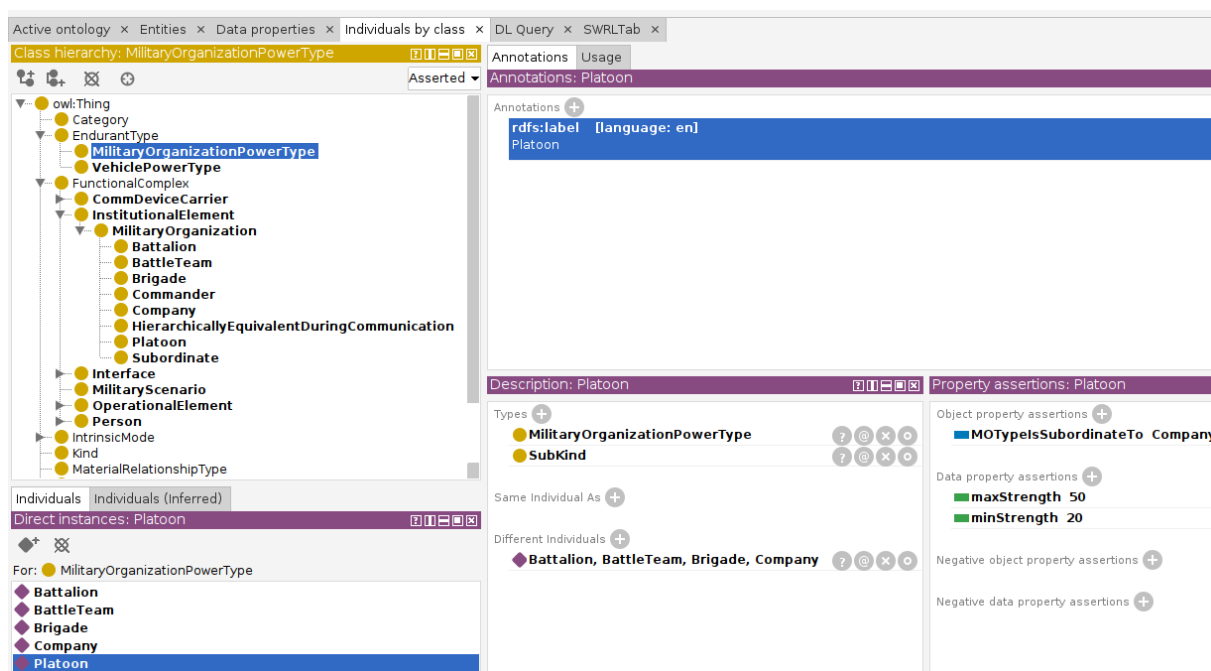 Active ontology × Entities × Data properties × Individuals by class × DL Query × SWRLTab ×
Class hierarchy: MilitaryOrganizationPowerType
Asserted
owl:Thing
Category
EndurantType
MilitaryOrganizationPowerType
VehiclePowerType
FunctionalComplex
CommDeviceCarrier
InstitutionalElement
MilitaryOrganization
Battalion
BattleTeam
Brigade
Commander
Company
HierarchicallyEquivalentDuringCommunication
Platoon
Subordinate
Interface
MilitaryScenario
OperationalElement
Person
IntrinsicMode
Kind
MaterialRelationshipType
Individuals Individuals (Inferred)
Direct instances: Platoon
For: MilitaryOrganizationPowerType
Battalion
BattleTeam
Brigade
Company
Platoon
Annotations Usage
Annotations: Platoon
Annotations
rdfs:label [language: en]
Platoon
Description: Platoon
Types
MilitaryOrganizationPowerType
SubKind
Same Individual As
Different Individuals
Battalion, BattleTeam, Brigade, Company
Property assertions: Platoon
Object property assertions
MOTypeIsSubordinateTo Company
Data property assertions
maxStrength 50
minStrength 20
Negative object property assertions
Negative data property assertions